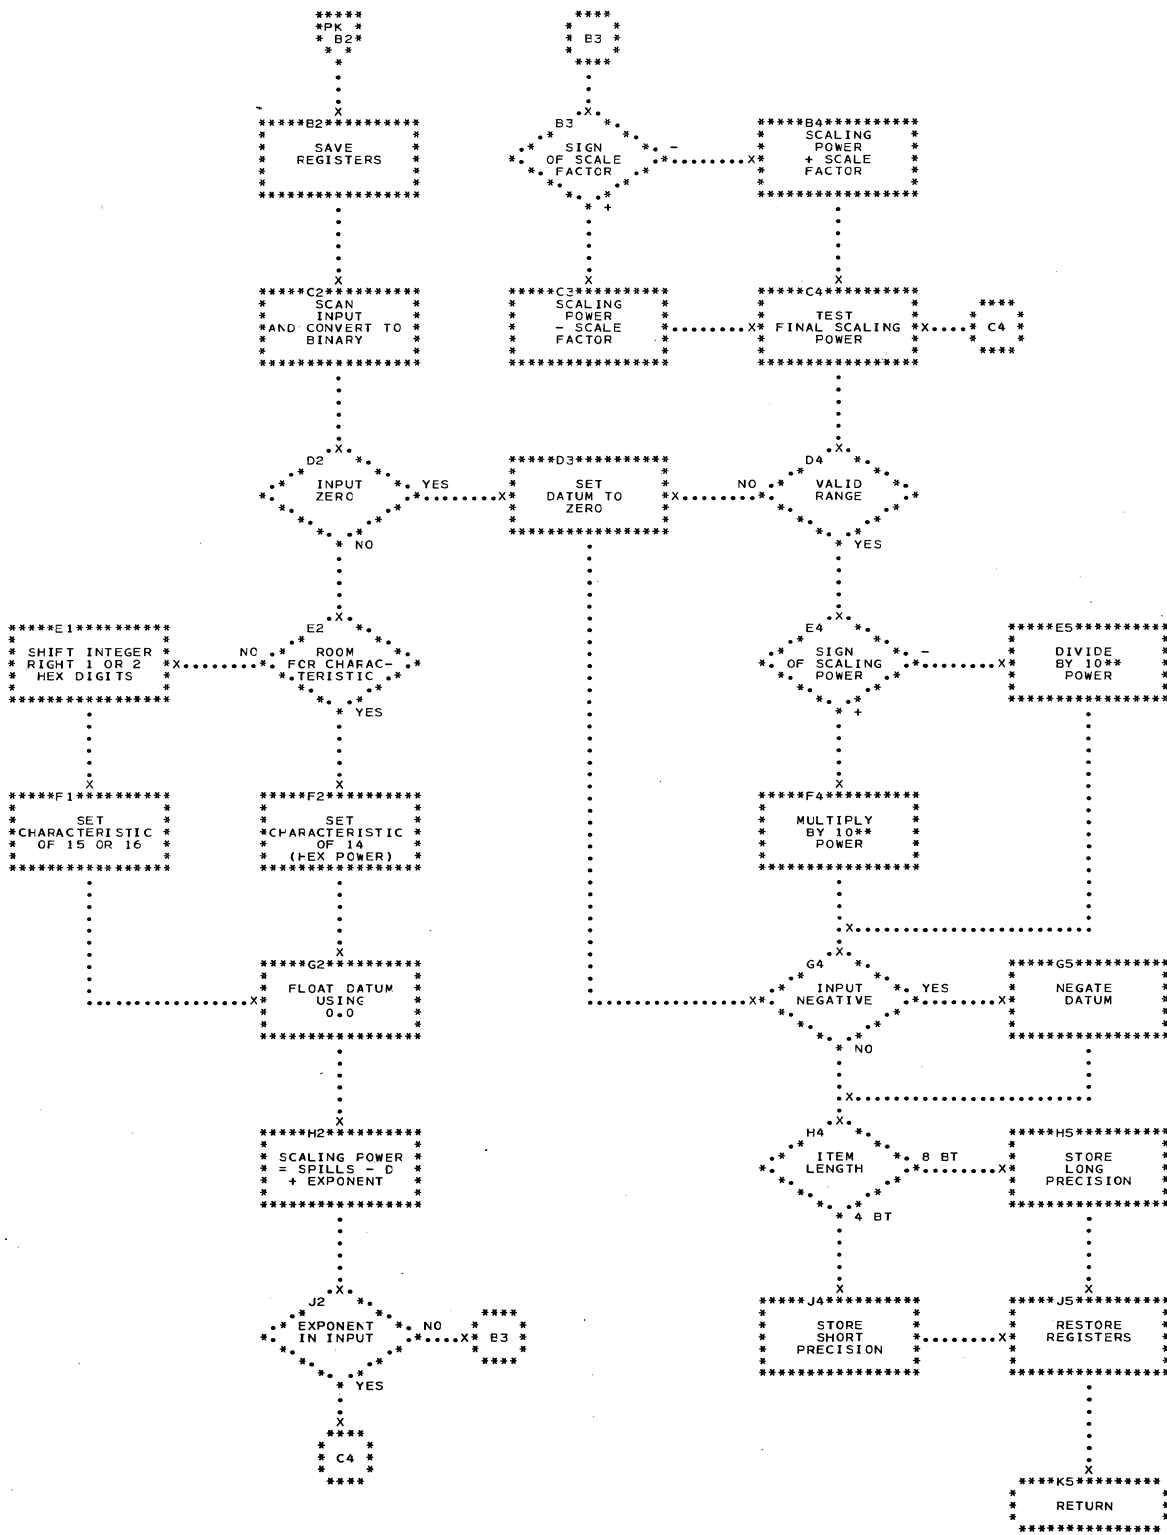 PK
B2
B3
B2
SAVE
REGISTERS
B3
SIGN
OF SCALE
FACTOR
-
+
B4
SCALING
POWER
+ SCALE
FACTOR
C2
SCAN
INPUT
AND CONVERT TO
BINARY
C3
SCALING
POWER
- SCALE
FACTOR
C4
TEST
FINAL SCALING
POWER
C4
D2
INPUT
ZERO
YES
NO
D3
SET
DATUM TO
ZERO
D4
VALID
RANGE
NO
YES
E1
SHIFT INTEGER
RIGHT 1 OR 2
HEX DIGITS
E2
ROOM
FOR CHARAC-
TERISTIC
NO
YES
E4
SIGN
OF SCALING
POWER
-
+
E5
DIVIDE
BY 10**
POWER
F1
SET
CHARACTERISTIC
OF 15 OR 16
F2
SET
CHARACTERISTIC
OF 14
(HEX POWER)
F4
MULTIPLY
BY 10**
POWER
G2
FLOAT DATUM
USING
0.0
G4
INPUT
NEGATIVE
YES
NO
G5
NEGATE
DATUM
H2
SCALING POWER
= SPILLS - D
+ EXPONENT
H4
ITEM
LENGTH
8 BT
4 BT
H5
STORE
LONG
PRECISION
J2
EXPONENT
IN INPUT
NO
YES
B3
J4
STORE
SHORT
PRECISION
J5
RESTORE
REGISTERS
C4
K5
RETURN